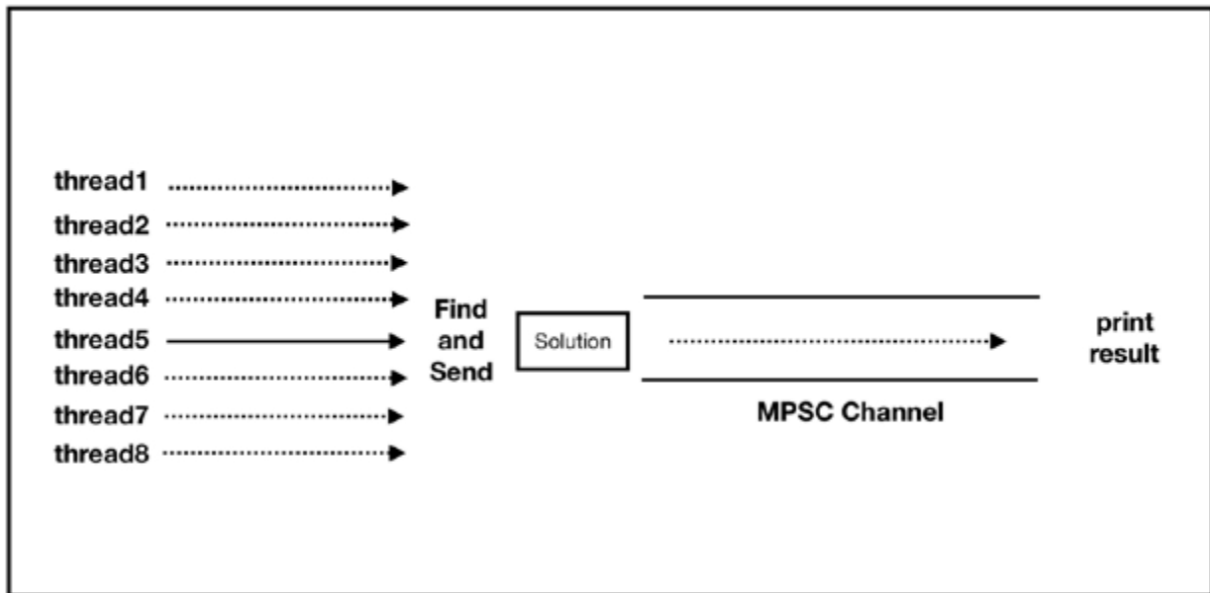 thread1
thread2
thread3
thread4
thread5
thread6
thread7
thread8
Find
and
Send
Solution
MPSC Channel
print
result